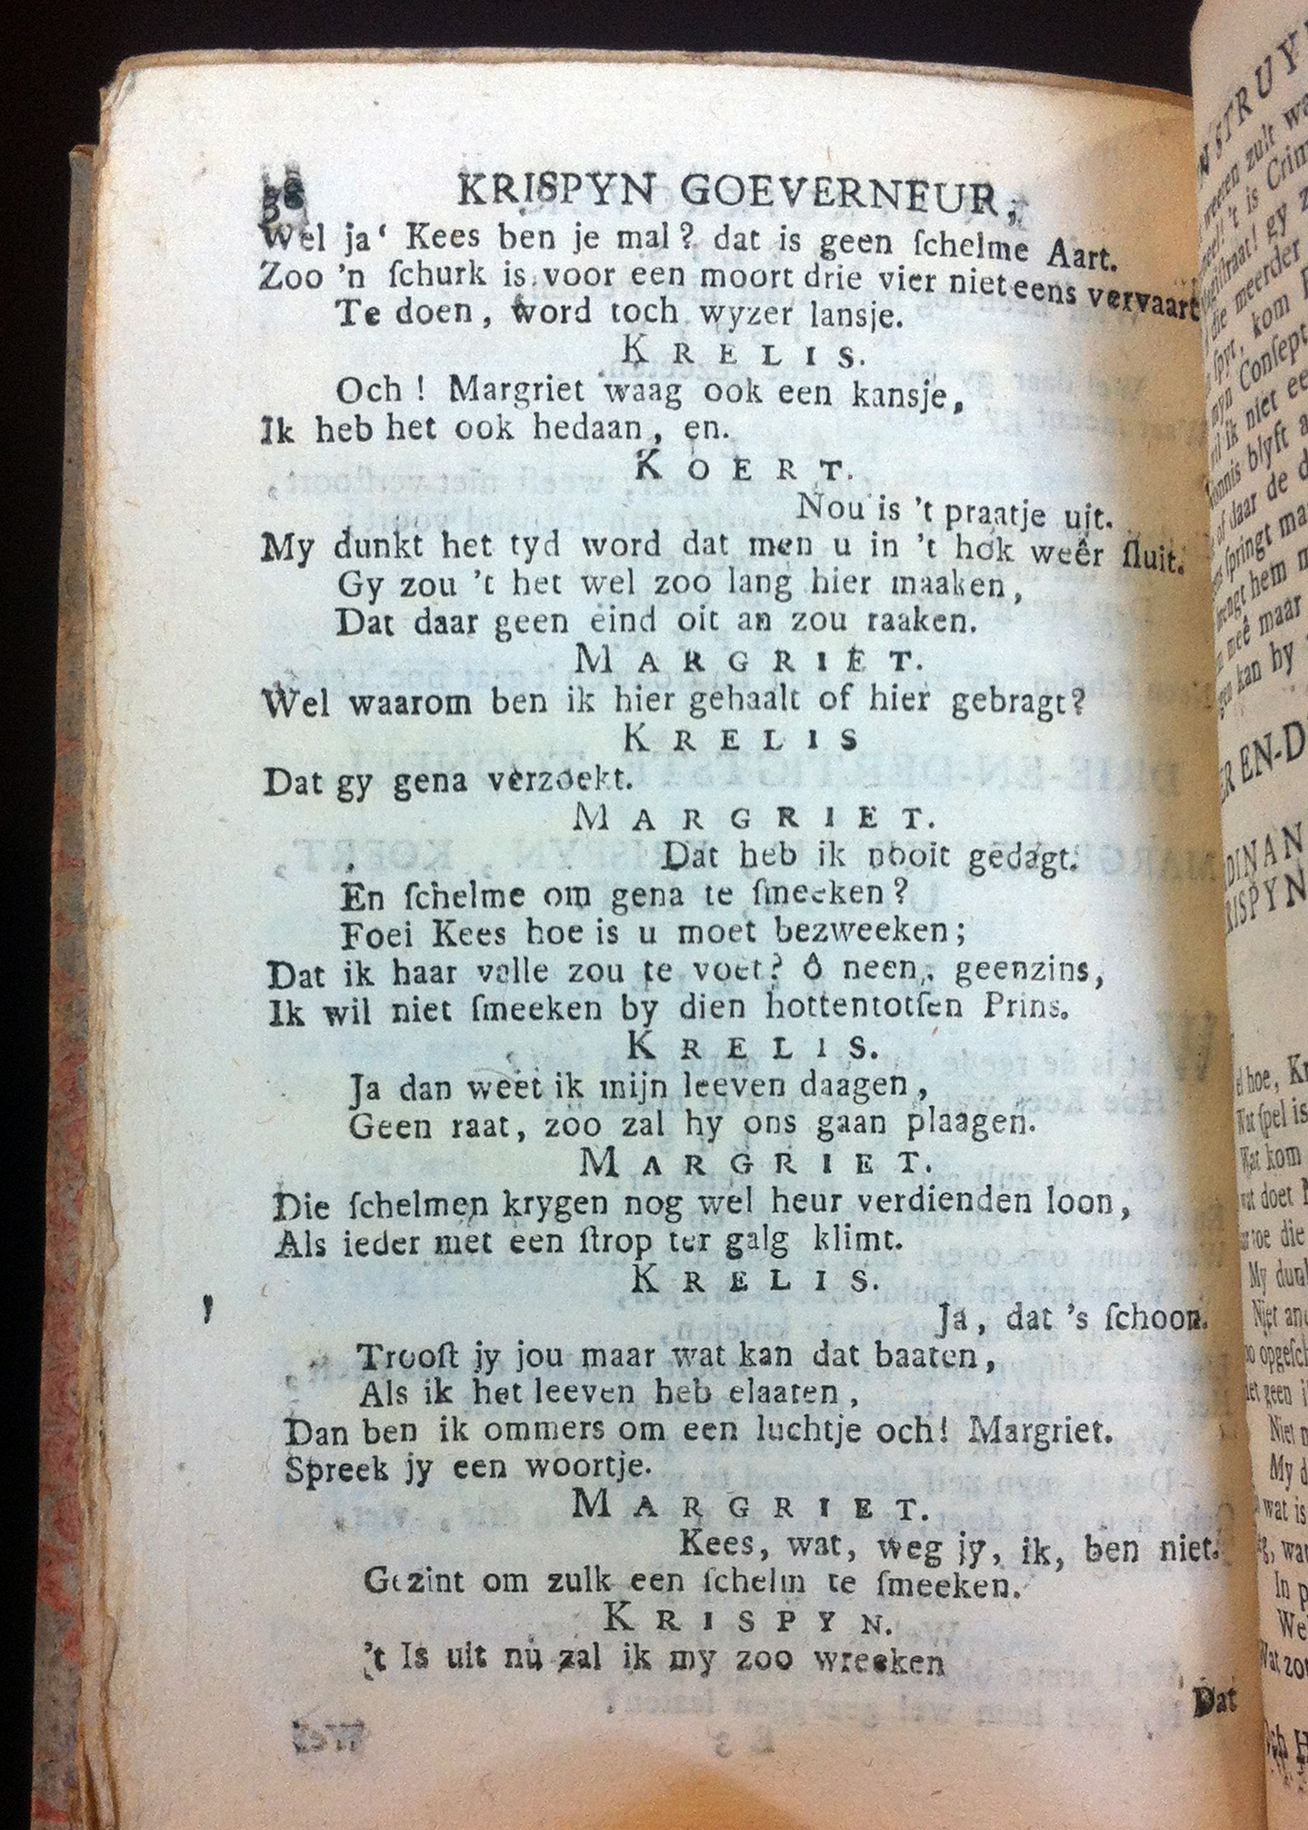 KRISPYN GOEVERNEUR,
Wel ja' Kees ben je mal? dat is geen ſchelme Aart.
Zoo 'n ſchurk is voor een moort drie vier niet eens vervaart
Te doen, word toch wyzer lansje.
KRELIS.
Och! Margriet waag ook een kansje,
Ik heb het ook hedaan, en.
KOERT.
Nou is 't praatje uit.
My dunkt het tyd word dat men u in 't hok weêr ſluit.
Gy zou 't het wel zoo lang hier maaken,
Dat daar geen eind oit an zou raaken.
MARGRIET.
Wel waarom ben ik hier gehaalt of hier gebragt?
KRELIS
Dat gy gena verzoekt.
MARGRIET.
Dat heb ik nooit gedagt.
En ſchelme om gena te ſmeeken?
Foei Kees hoe is u moet bezweeken;
Dat ik haar valle zou te voet? ô neen, geenzins,
Ik wil niet ſmeeken by dien hottentotſen Prins.
KRELIS.
Ja dan weet ik mijn leeven daagen,
Geen raat, zoo zal hy ons gaan plaagen.
MARGRIET.
Die ſchelmen krygen nog wel heur verdienden loon,
Als ieder met een ſtrop ter galg klimt.
KRELIS.
Ja, dat 's ſchoon.
Trooſt jy jou maar wat kan dat baaten,
Als ik het leeven heb elaaten,
Dan ben ik ommers om een luchtje och! Margriet.
Spreek jy een woortje.
MARGRIET.
Kees, wat, weg jy, ik, ben niet.
Gezint om zulk een ſchelm te ſmeeken.
KRISPYN.
't Is uit nu zal ik my zoo wreeken
Dat